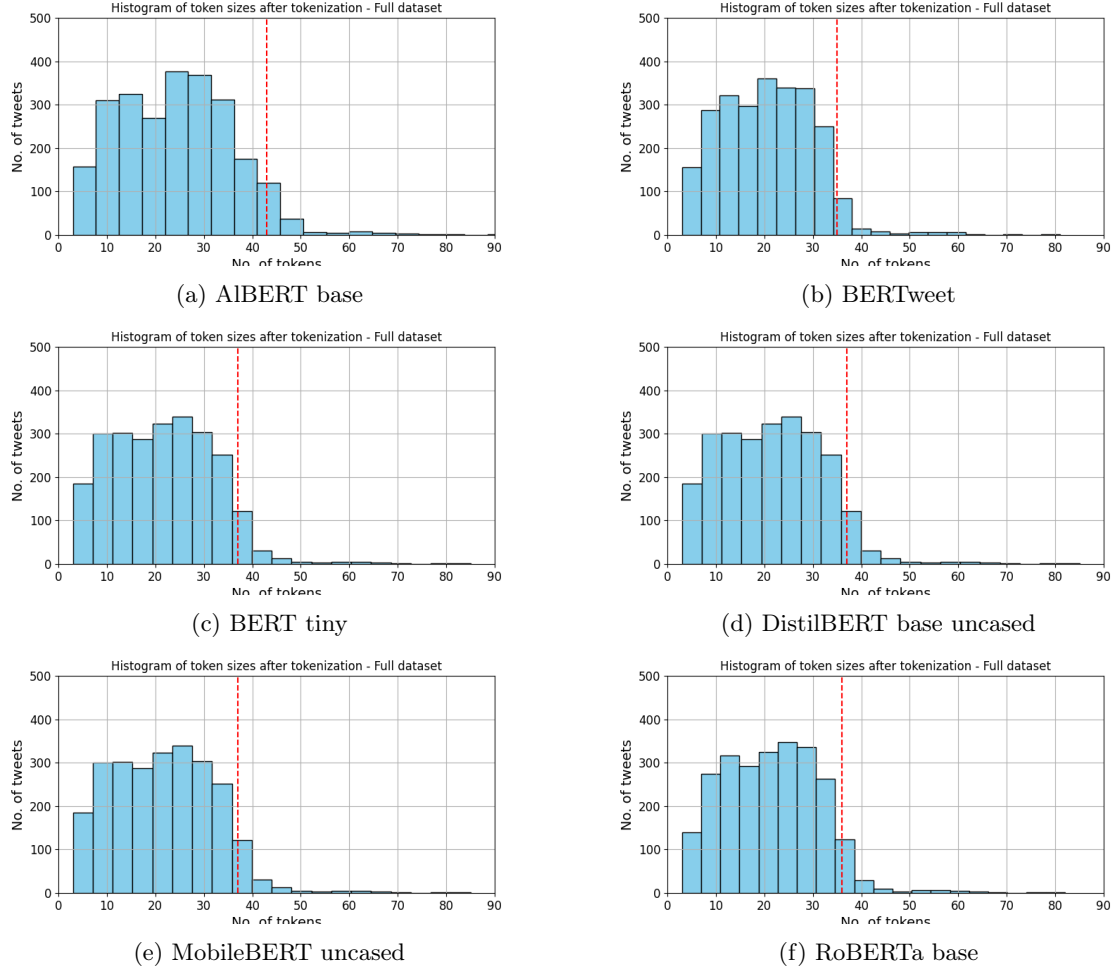 Histogram of token sizes after tokenization - Full dataset
500
400
300
200
100
0
No. of tweets
0 10 20 30 40 50 60 70 80 90
No. of tokens
(a) AlBERT base
Histogram of token sizes after tokenization - Full dataset
500
400
300
200
100
0
No. of tweets
0 10 20 30 40 50 60 70 80 90
No. of tokens
(b) BERTweet
Histogram of token sizes after tokenization - Full dataset
500
400
300
200
100
0
No. of tweets
0 10 20 30 40 50 60 70 80 90
No. of tokens
(c) BERT tiny
Histogram of token sizes after tokenization - Full dataset
500
400
300
200
100
0
No. of tweets
0 10 20 30 40 50 60 70 80 90
No. of tokens
(d) DistilBERT base uncased
Histogram of token sizes after tokenization - Full dataset
500
400
300
200
100
0
No. of tweets
0 10 20 30 40 50 60 70 80 90
No. of tokens
(e) MobileBERT uncased
Histogram of token sizes after tokenization - Full dataset
500
400
300
200
100
0
No. of tweets
0 10 20 30 40 50 60 70 80 90
No. of tokens
(f) RoBERTa base